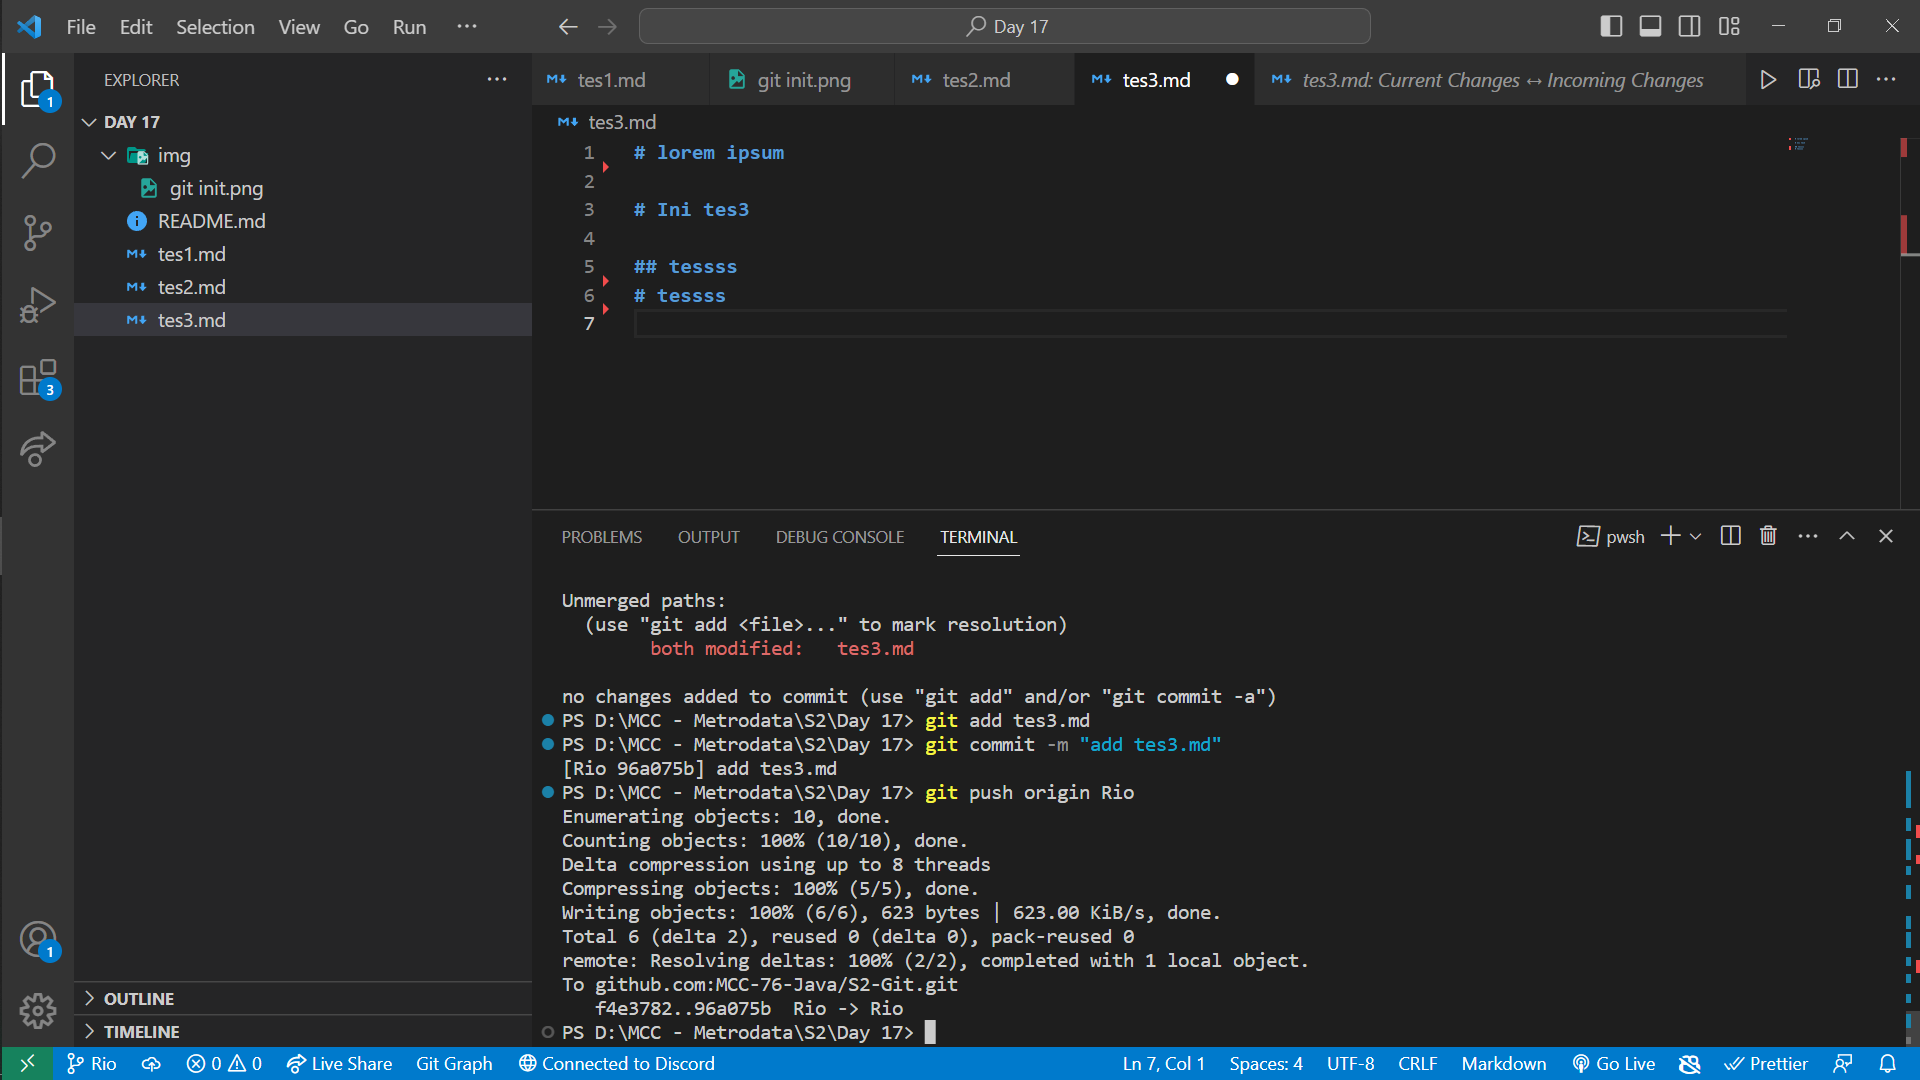 File Edit Selection View Go Run ···
Day 17
EXPLORER ···
DAY 17
img
git init.png
README.md
tes1.md
tes2.md
tes3.md
OUTLINE
TIMELINE
1
3
1
tes1.md git init.png tes2.md tes3.md tes3.md: Current Changes ↔ Incoming Changes
tes3.md
1 # lorem ipsum
2
3 # Ini tes3
4
5 ## tessss
6 # tessss
7
PROBLEMS OUTPUT DEBUG CONSOLE TERMINAL pwsh
Unmerged paths:
(use "git add <file>..." to mark resolution)
both modified: tes3.md
no changes added to commit (use "git add" and/or "git commit -a")
PS D:\MCC - Metrodata\S2\Day 17> git add tes3.md
PS D:\MCC - Metrodata\S2\Day 17> git commit -m "add tes3.md"
[Rio 96a075b] add tes3.md
PS D:\MCC - Metrodata\S2\Day 17> git push origin Rio
Enumerating objects: 10, done.
Counting objects: 100% (10/10), done.
Delta compression using up to 8 threads
Compressing objects: 100% (5/5), done.
Writing objects: 100% (6/6), 623 bytes | 623.00 KiB/s, done.
Total 6 (delta 2), reused 0 (delta 0), pack-reused 0
remote: Resolving deltas: 100% (2/2), completed with 1 local object.
To github.com:MCC-76-Java/S2-Git.git
f4e3782..96a075b Rio -> Rio
PS D:\MCC - Metrodata\S2\Day 17>
Rio 0 0 Live Share Git Graph Connected to Discord Ln 7, Col 1 Spaces: 4 UTF-8 CRLF Markdown Go Live Prettier